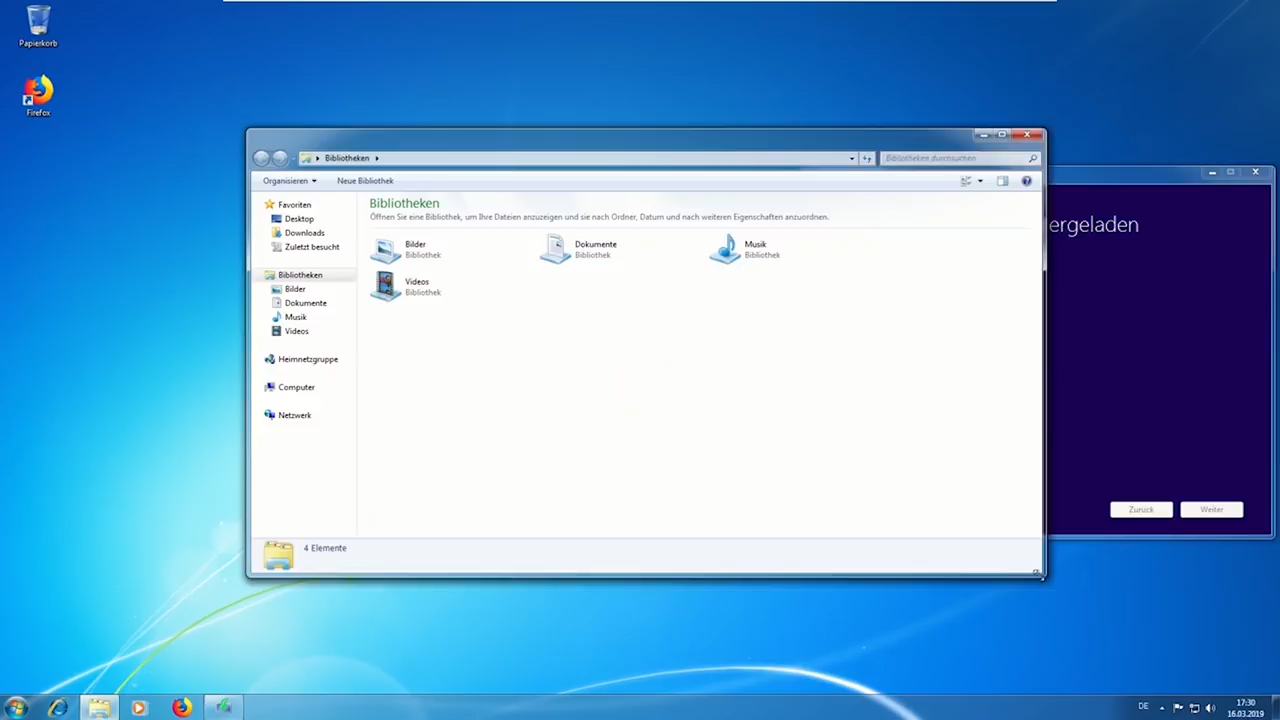 Papierkorb
Firefox
Bibliotheken
Bibliotheken durchsuchen
Organisieren
Neue Bibliothek
Favoriten
Desktop
Downloads
Zuletzt besucht
Bibliotheken
Bilder
Dokumente
Musik
Videos
Heimnetzgruppe
Computer
Netzwerk
Bibliotheken
Öffnen Sie eine Bibliothek, um Ihre Dateien anzuzeigen und sie nach Ordner, Datum und nach weiteren Eigenschaften anzuordnen.
Bilder
Bibliothek
Dokumente
Bibliothek
Musik
Bibliothek
Videos
Bibliothek
4 Elemente
ergeladen
Zurück
Weiter
DE
17:30
16.03.2019